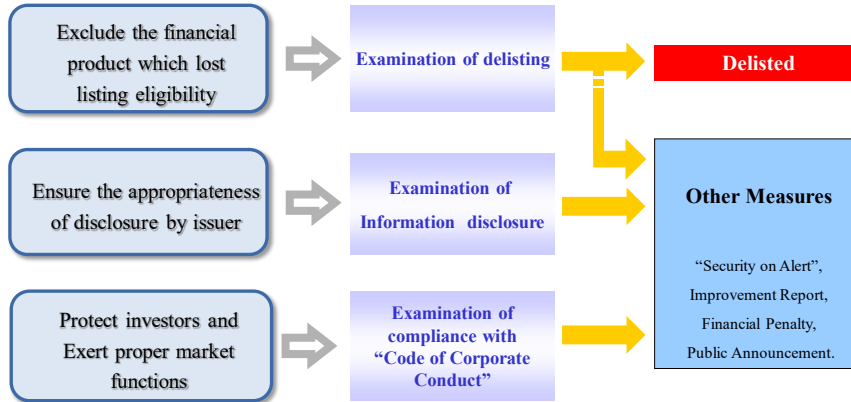 Exclude the financial
product which lost
listing eligibility
Examination of delisting
Delisted
Ensure the appropriateness
of disclosure by issuer
Examination of
Information disclosure
Other Measures
“Security on Alert”,
Improvement Report,
Financial Penalty,
Public Announcement.
Protect investors and
Exert proper market
functions
Examination of
compliance with
“Code of Corporate
Conduct”